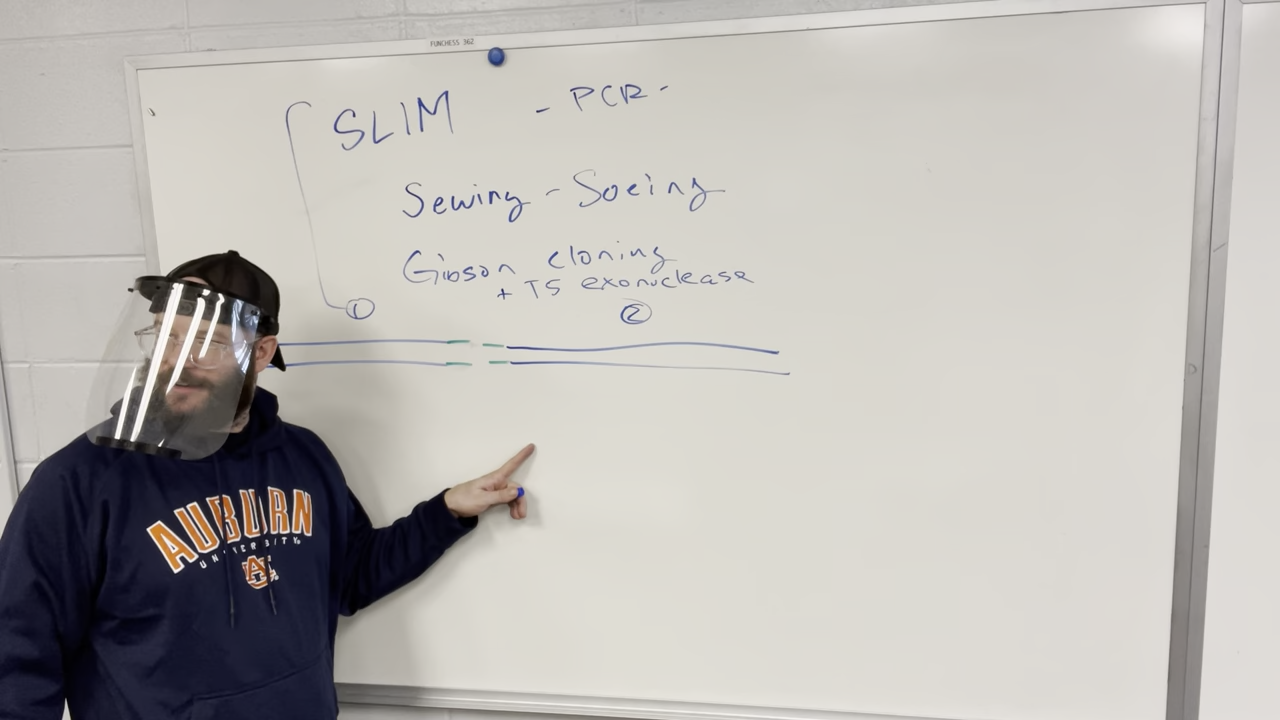 FUNCHESS 362
SLIM - PCR -
Sewing - Soeing
Gibson cloning
+ T5 exonuclease
① ②
AUBURN
UNIVERSITY
AU